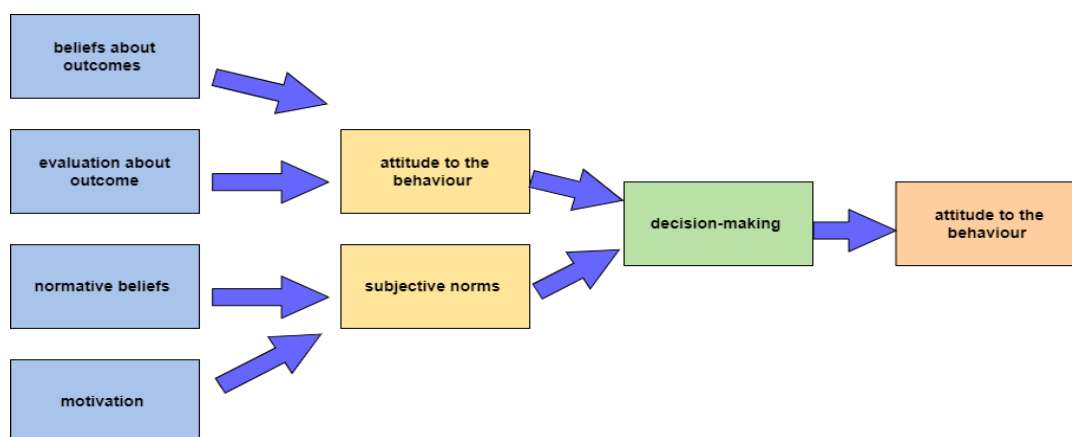 beliefs about
outcomes
evaluation about
outcome
normative beliefs
motivation
attitude to the
behaviour
subjective norms
decision-making
attitude to the
behaviour